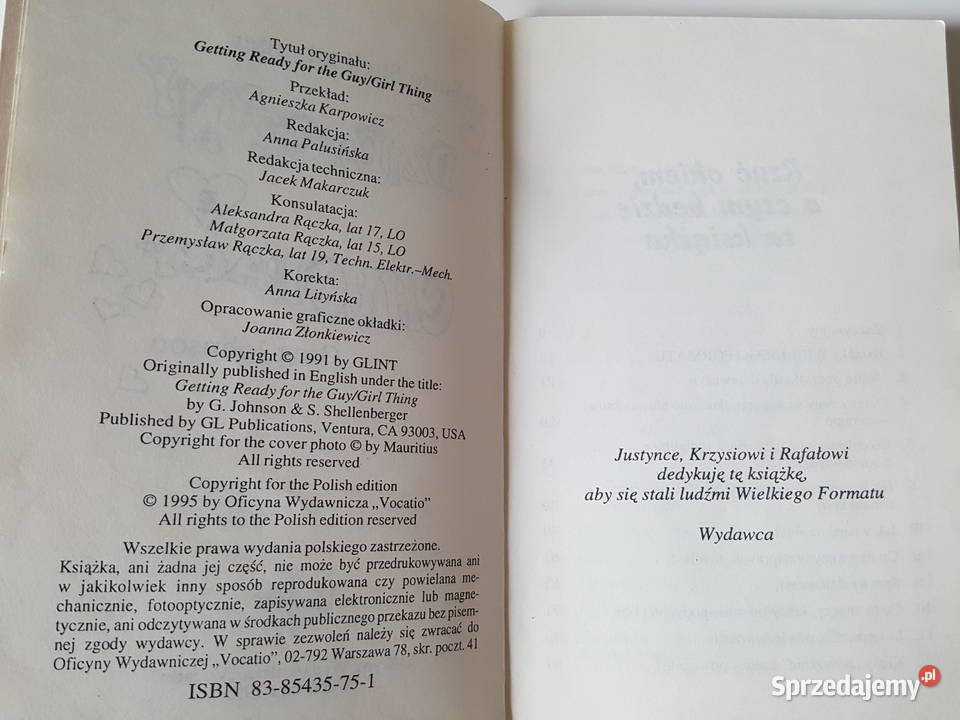 Tytuł oryginału:
Getting Ready for the Guy/Girl Thing
Przekład:
Agnieszka Karpowicz
Redakcja:
Anna Palusińska
Redakcja techniczna:
Jacek Makarczuk
Konsulatacja:
Aleksandra Rączka, lat 17, LO
Małgorzata Rączka, lat 15, LO
Przemysław Rączka, lat 19, Techn. Elektr.–Mech.
Korekta:
Anna Lityńska
Opracowanie graficzne okładki:
Joanna Złonkiewicz
Copyright © 1991 by GLINT
Originally published in English under the title:
Getting Ready for the Guy/Girl Thing
by G. Johnson & S. Shellenberger
Published by GL Publications, Ventura, CA 93003, USA
Copyright for the cover photo © by Mauritius
All rights reserved
Copyright for the Polish edition
© 1995 by Oficyna Wydawnicza „Vocatio”
All rights to the Polish edition reserved
Wszelkie prawa wydania polskiego zastrzeżone.
Książka, ani żadna jej część, nie może być przedrukowywana ani
w jakikolwiek inny sposób reprodukowana czy powielana me-
chanicznie, fotooptycznie, zapisywana elektronicznie lub magne-
tycznie, ani odczytywana w środkach publicznego przekazu bez pisem-
nej zgody wydawcy. W sprawie zezwoleń należy się zwracać do
Oficyny Wydawniczej „Vocatio”, 02-792 Warszawa 78, skr. poczt. 41
ISBN 83-85435-75-1
Rzuć okiem,
o czym będzie
ta książka
Justynce, Krzysiowi i Rafałowi
dedykuję tę książkę,
aby się stali ludźmi Wielkiego Formatu
Wydawca
Sprzedajemy.pl